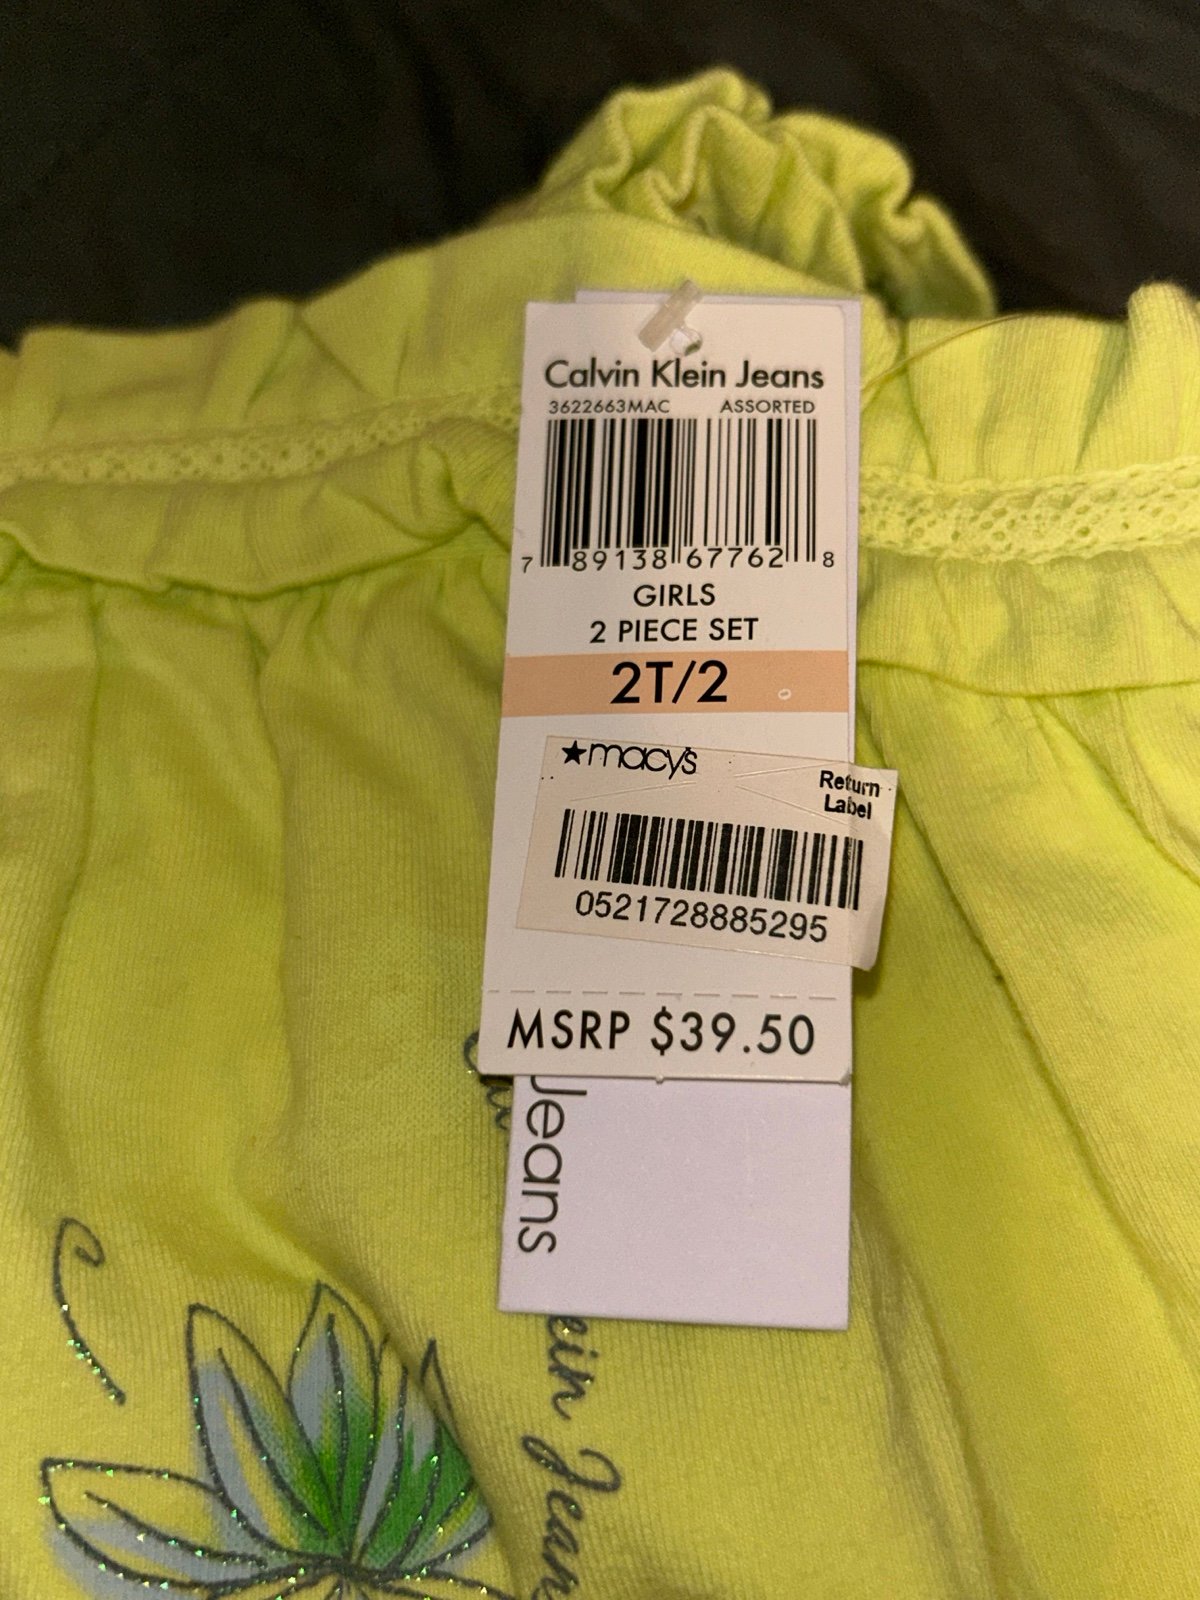 Calvin Klein Jeans
3622663MAC ASSORTED
7 89138 67762 8
GIRLS
2 PIECE SET
2T/2
★macy's
Return
Label
0521728885295
MSRP $39.50
Jeans
Jeans